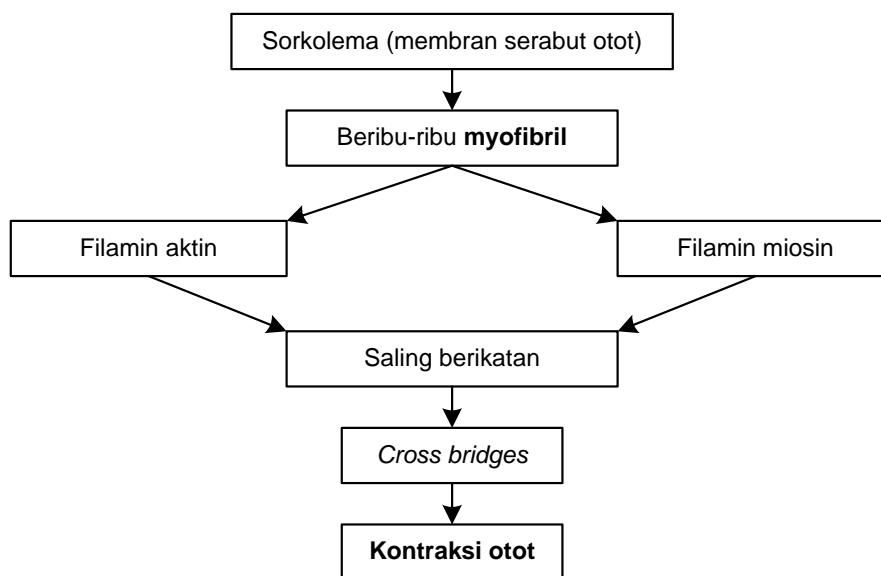 Sorkolema (membran serabut otot)
Beribu-ribu myofibril
Filamin aktin
Filamin miosin
Saling berikatan
Cross bridges
Kontraksi otot